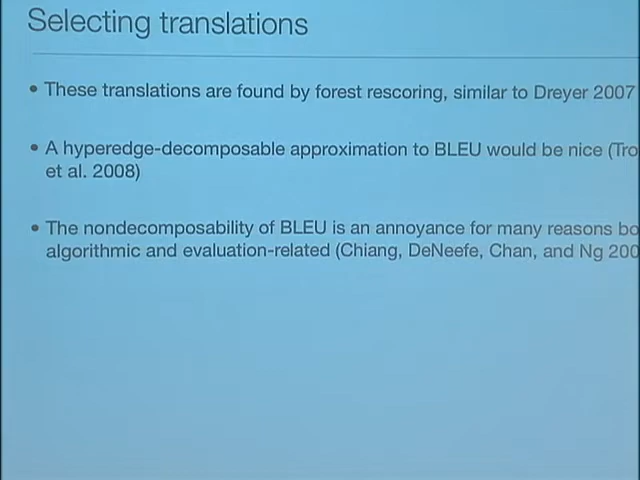 Selecting translations
• These translations are found by forest rescoring, similar to Dreyer 2007
• A hyperedge-decomposable approximation to BLEU would be nice (Tro
et al. 2008)
• The nondecomposability of BLEU is an annoyance for many reasons bo
algorithmic and evaluation-related (Chiang, DeNeefe, Chan, and Ng 200